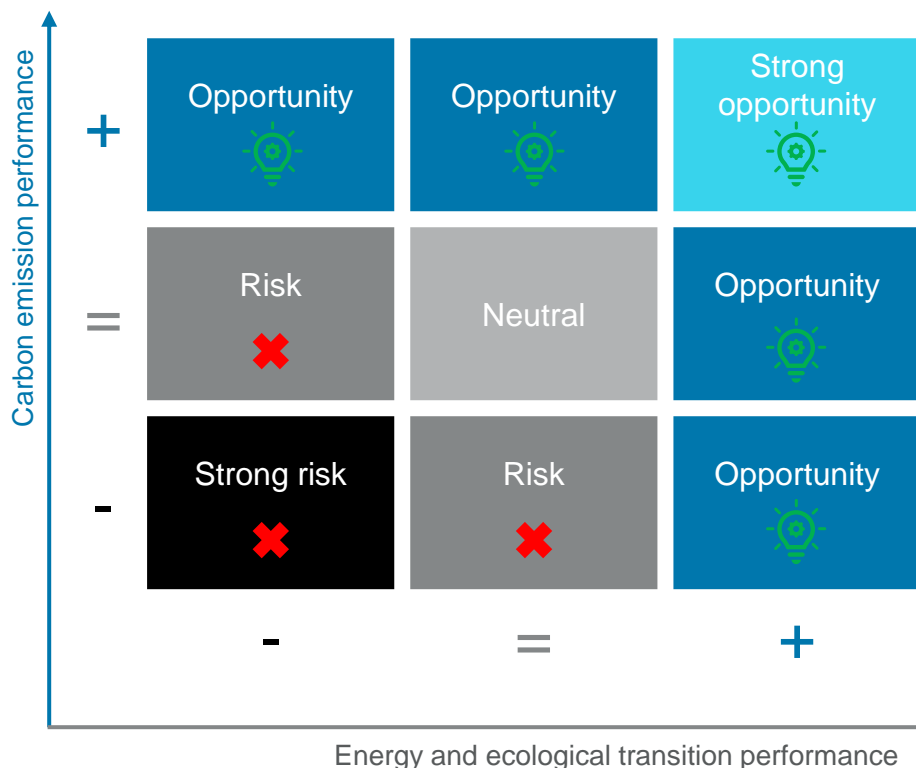 Carbon emission performance
+
Opportunity
Opportunity
Strong
opportunity
=
Risk
Neutral
Opportunity
-
Strong risk
Risk
Opportunity
-
=
+
Energy and ecological transition performance